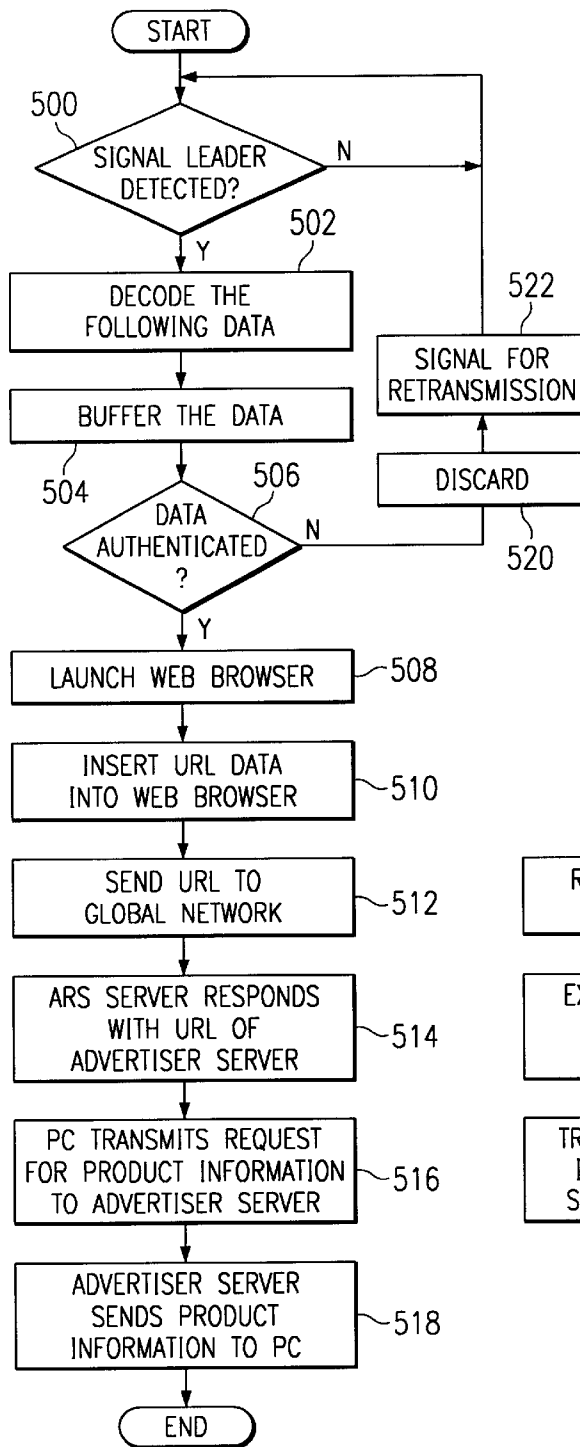 START
500
SIGNAL LEADER
DETECTED?
N
Y
502
DECODE THE
FOLLOWING DATA
522
SIGNAL FOR
RETRANSMISSION
BUFFER THE DATA
504
506
DISCARD
520
DATA
AUTHENTICATED
?
N
Y
LAUNCH WEB BROWSER
508
INSERT URL DATA
INTO WEB BROWSER
510
SEND URL TO
GLOBAL NETWORK
512
R
ARS SERVER RESPONDS
WITH URL OF
ADVERTISER SERVER
514
EX
PC TRANSMITS REQUEST
FOR PRODUCT INFORMATION
TO ADVERTISER SERVER
516
TR
I
S
ADVERTISER SERVER
SENDS PRODUCT
INFORMATION TO PC
518
END